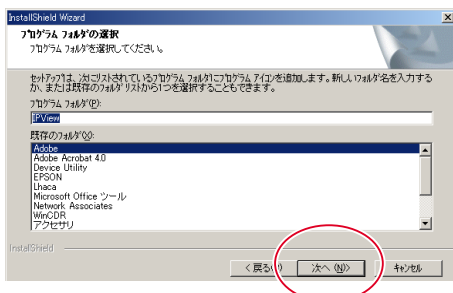 InstallShield Wizard
プログラム フォルダの選択
プログラム フォルダを選択してください。
セットアップは、次にリストされているプログラム フォルダにプログラム アイコンを追加します。新しいフォルダ名を入力する
か、または既存のフォルダ リストから1つを選択することもできます。
プログラム フォルダ(P):
IPView
既存のフォルダ(X):
Adobe
Adobe Acrobat 4.0
Device Utility
EPSON
Lhaca
Microsoft Office ツール
Network Associates
WinCDR
アクセサリ
InstallShield
< 戻る(B) 次へ (N)> キャンセル